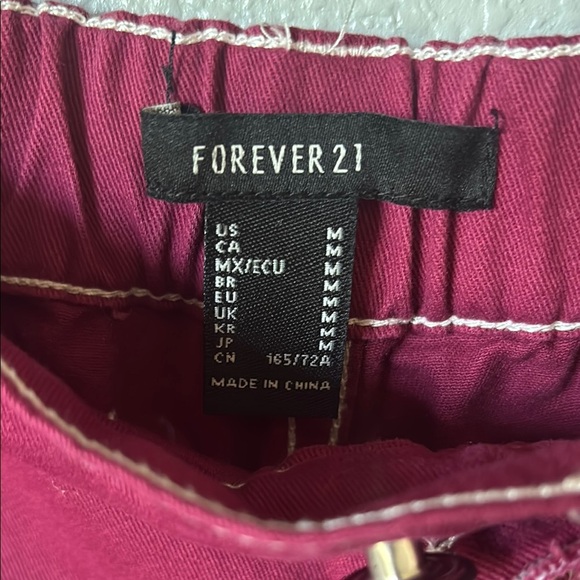 FOREVER 21
US M
CA M
MX/ECU M
BR M
EU M
UK M
KR M
JP M
CN 165/72A
MADE IN CHINA